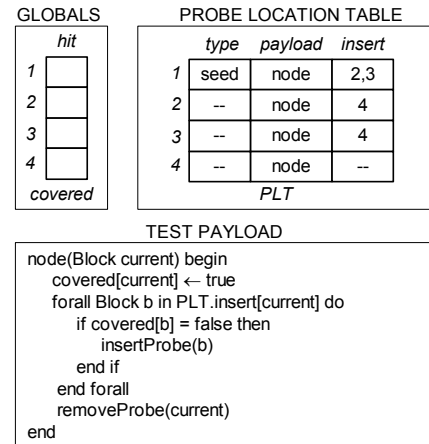 GLOBALS
hit
1
2
3
4
covered
PROBE LOCATION TABLE
type payload insert
1 seed node 2,3
2 -- node 4
3 -- node 4
4 -- node --
PLT
TEST PAYLOAD
node(Block current) begin
covered[current] ← true
forall Block b in PLT.insert[current] do
if covered[b] = false then
insertProbe(b)
end if
end forall
removeProbe(current)
end